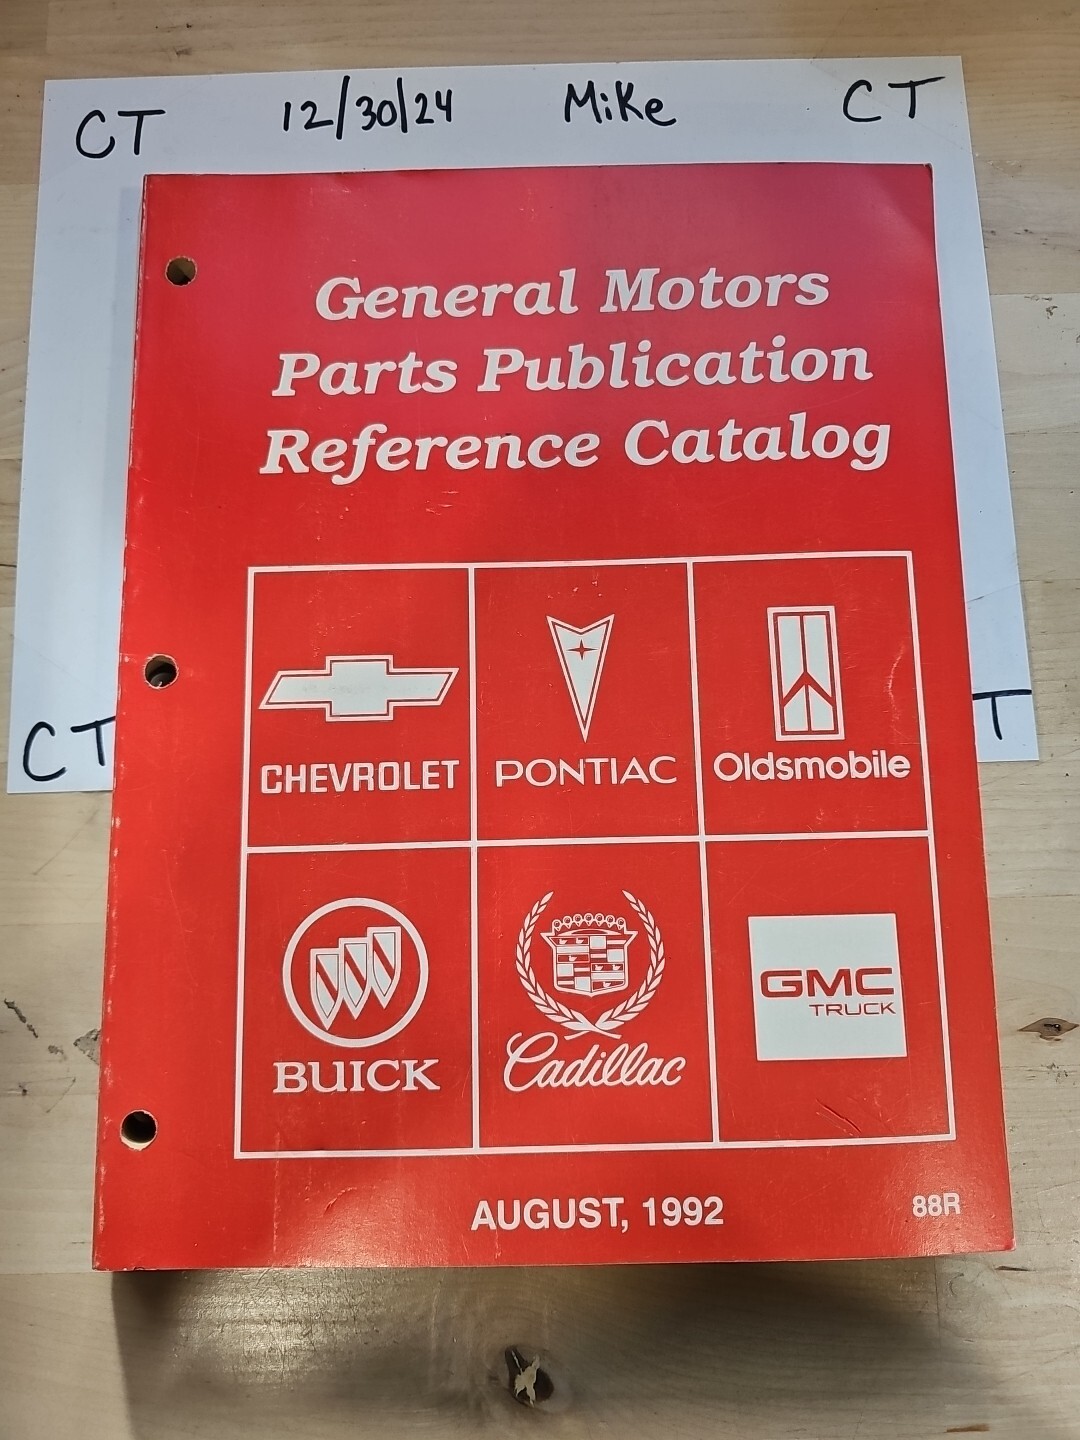 CT 12/30/24 Mike CT
General Motors
Parts Publication
Reference Catalog
CHEVROLET PONTIAC Oldsmobile
CT T
BUICK Cadillac GMC
TRUCK
AUGUST, 1992 88R